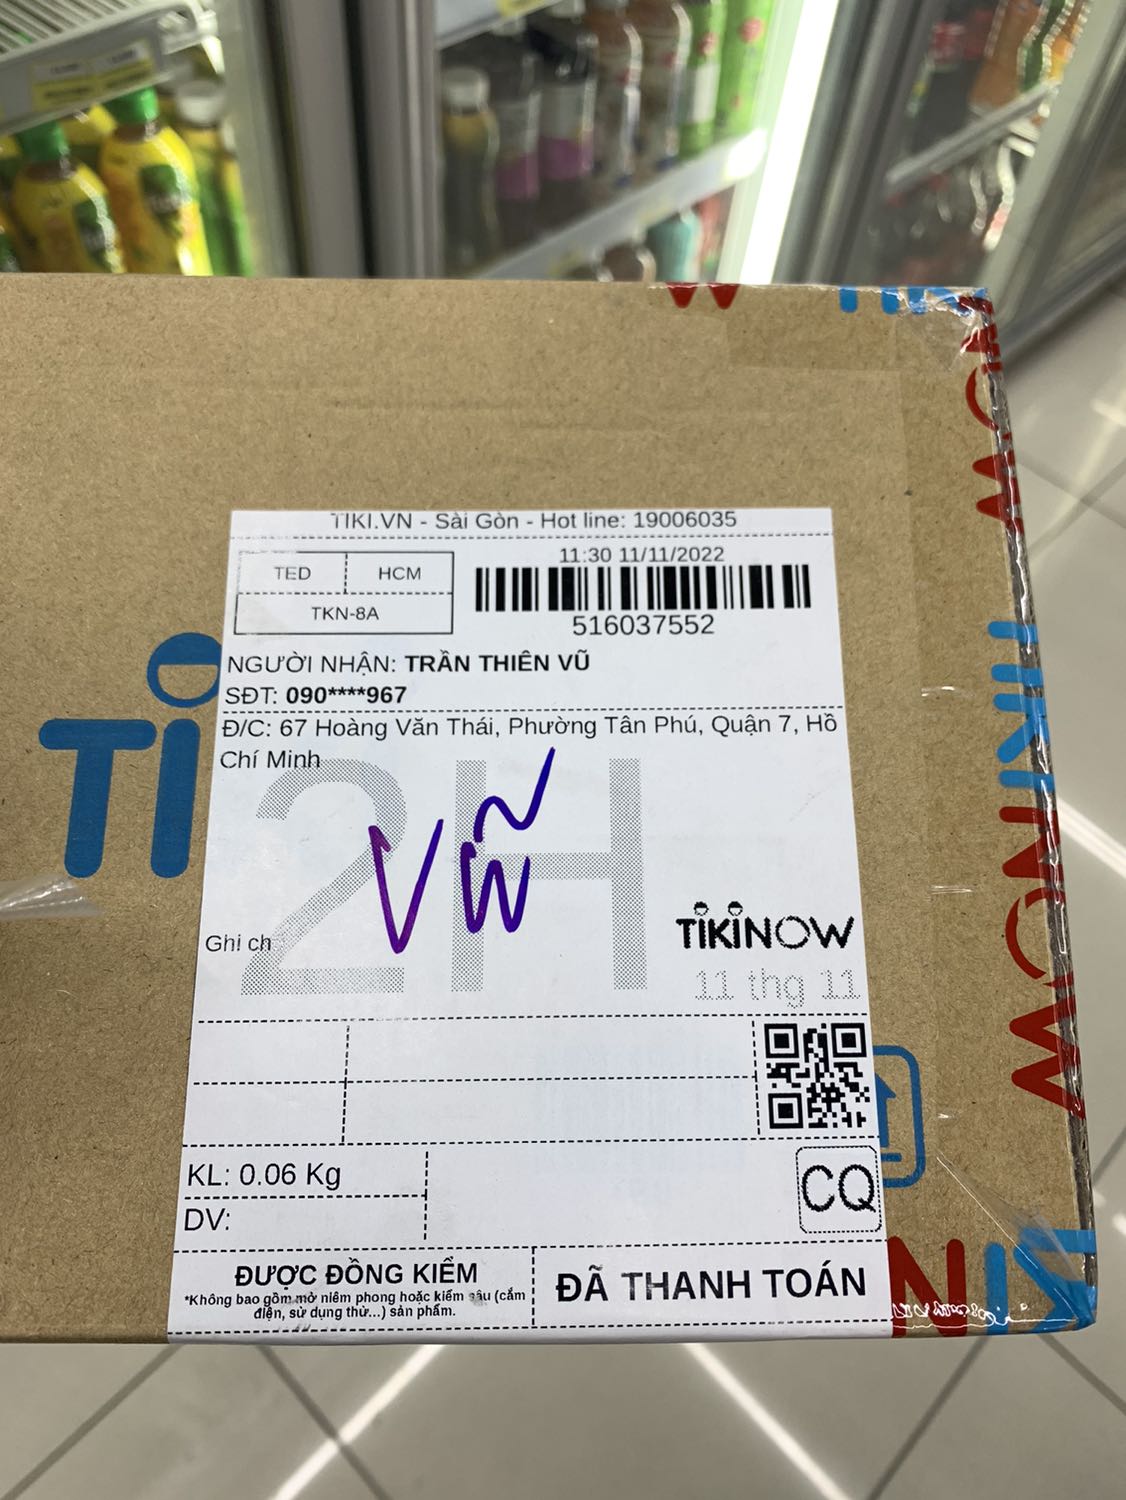 TIKI.VN - Sài Gòn - Hot line: 19006035
TED HCM
TKN-8A
11:30 11/11/2022
516037552
NGƯỜI NHẬN: TRẦN THIÊN VŨ
SĐT: 090****967
Đ/C: 67 Hoàng Văn Thái, Phường Tân Phú, Quận 7, Hồ
Chí Minh
2H
Vũ
Ghi ch
TIKINOW
11 thg 11
KL: 0.06 Kg
CQ
DV:
ĐƯỢC ĐỒNG KIỂM
*Không bao gồm mở niêm phong hoặc kiểm sâu (cắm
điện, sử dụng thử...) sản phẩm.
ĐÃ THANH TOÁN
Ti
TIKINOW